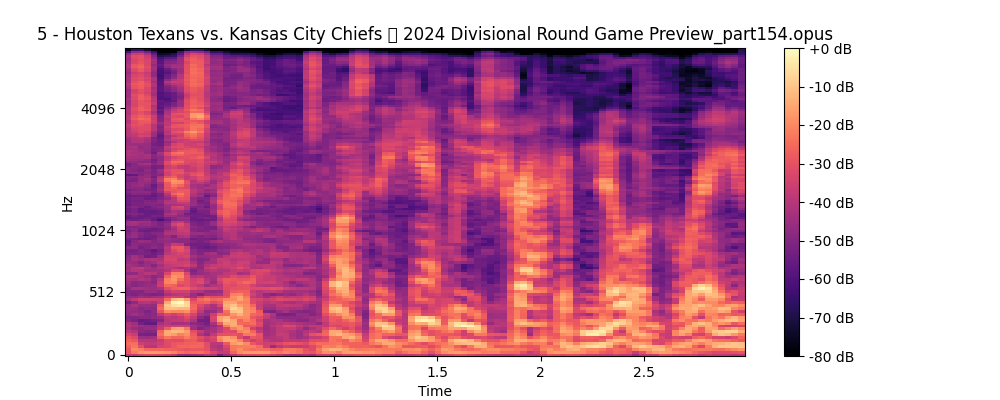 5 - Houston Texans vs. Kansas City Chiefs ▯ 2024 Divisional Round Game Preview_part154.opus
+0 dB
-10 dB
-20 dB
-30 dB
-40 dB
-50 dB
-60 dB
-70 dB
-80 dB
4096
2048
1024
512
0
Hz
0
0.5
1
1.5
2
2.5
Time